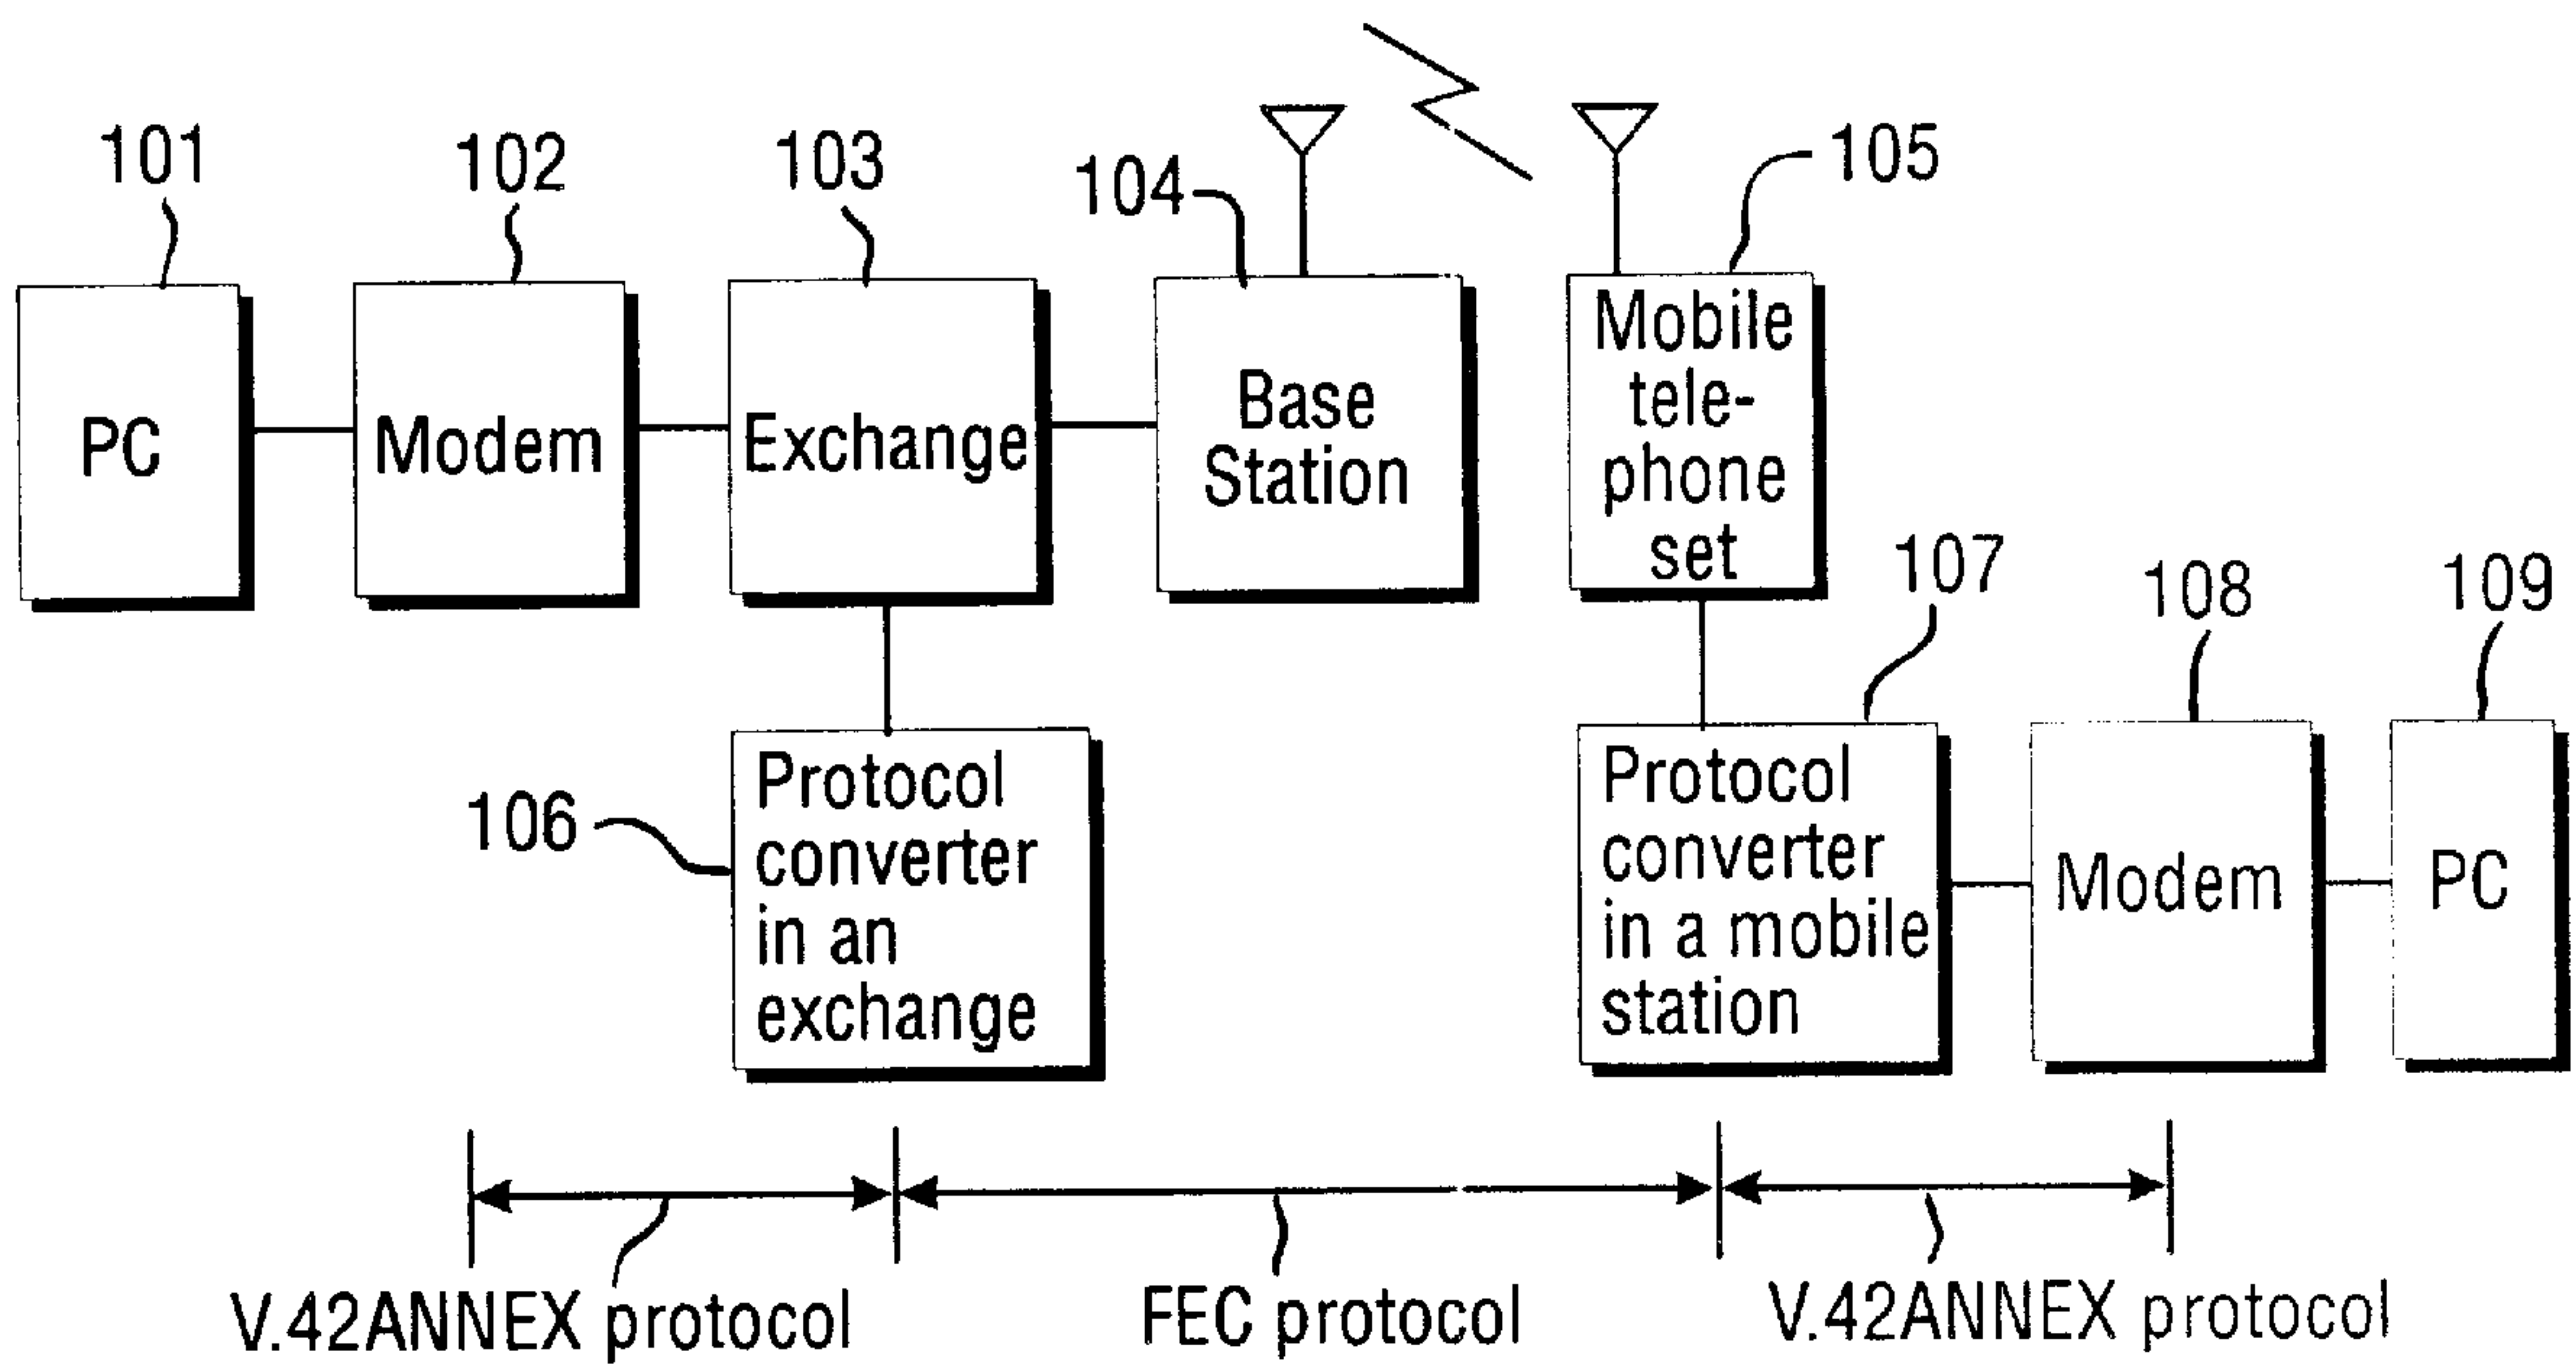 101
102
103
104
105
PC
Modem
Exchange
Base
Station
Mobile
tele-
phone
set
106
Protocol
converter
in an
exchange
107
Protocol
converter
in a mobile
station
108
Modem
109
PC
V.42ANNEX protocol
FEC protocol
V.42ANNEX protocol